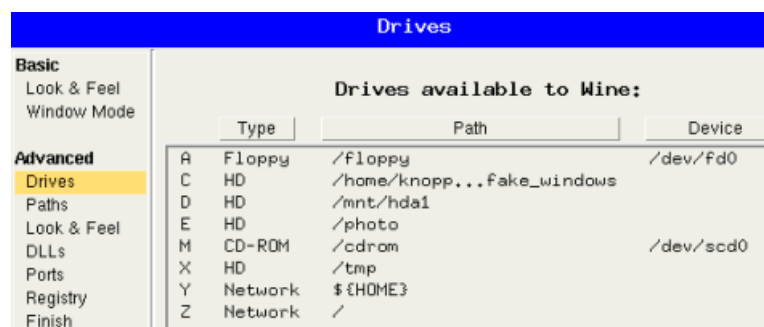 Drives
Basic
Look & Feel
Window Mode
Advanced
Drives
Paths
Look & Feel
DLLs
Ports
Registry
Finish
Drives available to Wine:
Type Path Device
A Floppy /floppy /dev/fd0
C HD /home/knopp...fake_windows
D HD /mnt/hda1
E HD /photo
M CD-ROM /cdrom /dev/scd0
X HD /tmp
Y Network ${HOME}
Z Network /